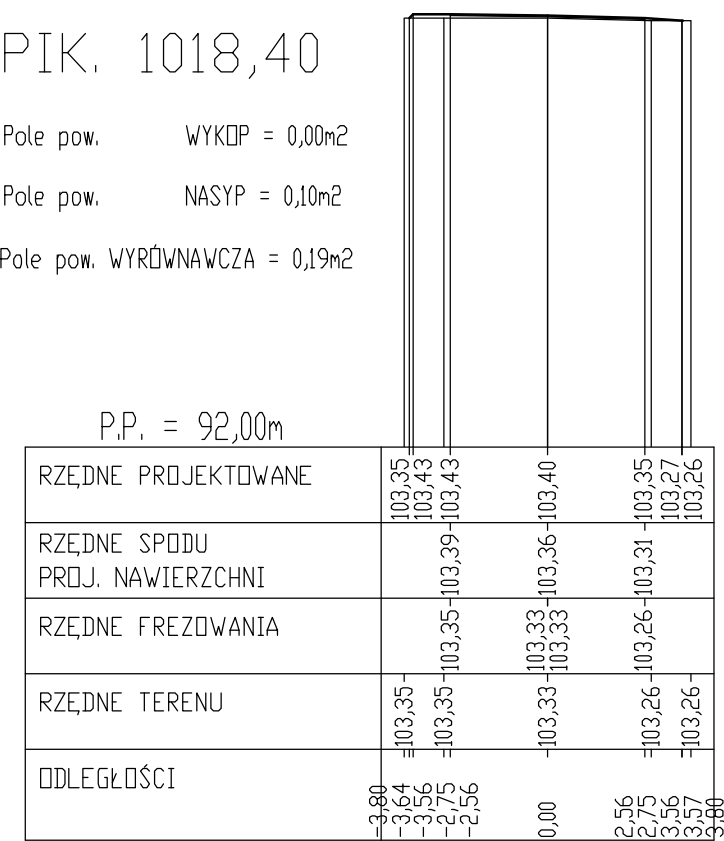 PIK. 1018,40
Pole pow. WYKOP = 0,00m2
Pole pow. NASYP = 0,10m2
Pole pow. WYRÓWNAWCZA = 0,19m2
P.P. = 92,00m
RZĘDNE PROJEKTOWANE 103,35 103,43 103,43 103,40 103,35 103,27 103,26
RZĘDNE SPODU
PROJ. NAWIERZCHNI 103,39 103,36 103,31
RZĘDNE FREZOWANIA 103,35 103,33 103,33 103,26
RZĘDNE TERENU 103,35 103,35 103,33 103,26 103,26
ODLEGŁOŚCI -3,80 -3,64 -3,56 -2,75 -2,56 0,00 2,56 2,75 3,56 3,57 3,80